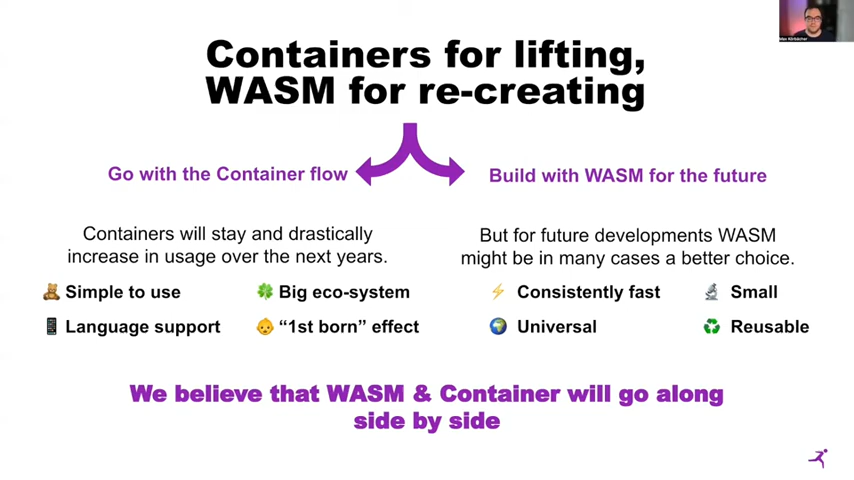 Containers for lifting,
WASM for re-creating
Go with the Container flow
Build with WASM for the future
Containers will stay and drastically
increase in usage over the next years.
But for future developments WASM
might be in many cases a better choice.
Simple to use
Big eco-system
Consistently fast
Small
Language support
“1st born” effect
Universal
Reusable
We believe that WASM & Container will go along
side by side